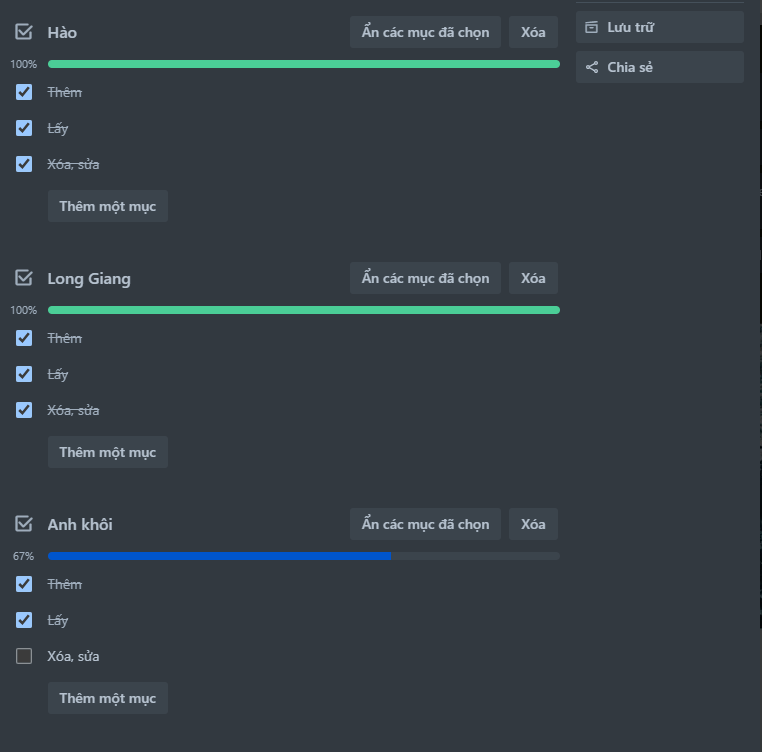 Hào Ẩn các mục đã chọn Xóa
100%
Thêm
Lấy
Xóa, sửa
Thêm một mục
Long Giang Ẩn các mục đã chọn Xóa
100%
Thêm
Lấy
Xóa, sửa
Thêm một mục
Anh khôi Ẩn các mục đã chọn Xóa
67%
Thêm
Lấy
Xóa, sửa
Thêm một mục
Lưu trữ
Chia sẻ